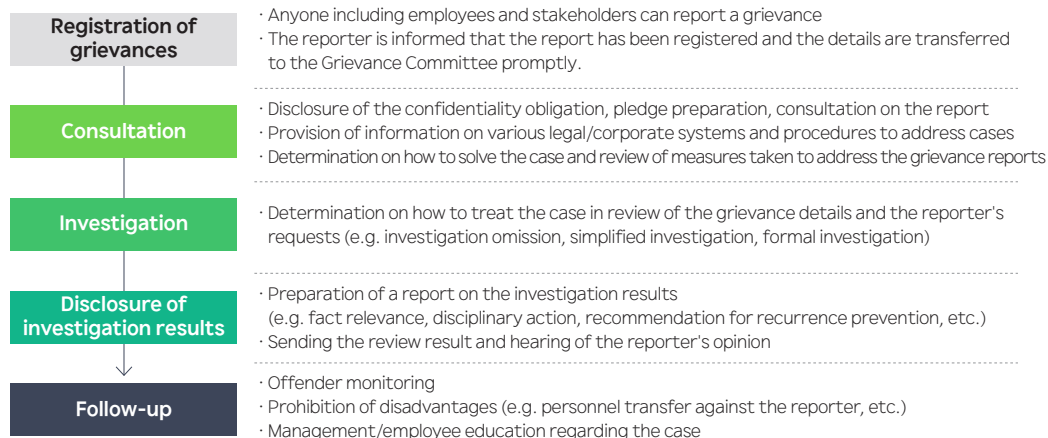 Registration of
grievances
· Anyone including employees and stakeholders can report a grievance
· The reporter is informed that the report has been registered and the details are transferred
to the Grievance Committee promptly.
Consultation
· Disclosure of the confidentiality obligation, pledge preparation, consultation on the report
· Provision of information on various legal/corporate systems and procedures to address cases
· Determination on how to solve the case and review of measures taken to address the grievance reports
Investigation
· Determination on how to treat the case in review of the grievance details and the reporter's
requests (e.g. investigation omission, simplified investigation, formal investigation)
Disclosure of
investigation results
· Preparation of a report on the investigation results
(e.g. fact relevance, disciplinary action, recommendation for recurrence prevention, etc.)
· Sending the review result and hearing of the reporter's opinion
Follow-up
· Offender monitoring
· Prohibition of disadvantages (e.g. personnel transfer against the reporter, etc.)
· Management/employee education regarding the case